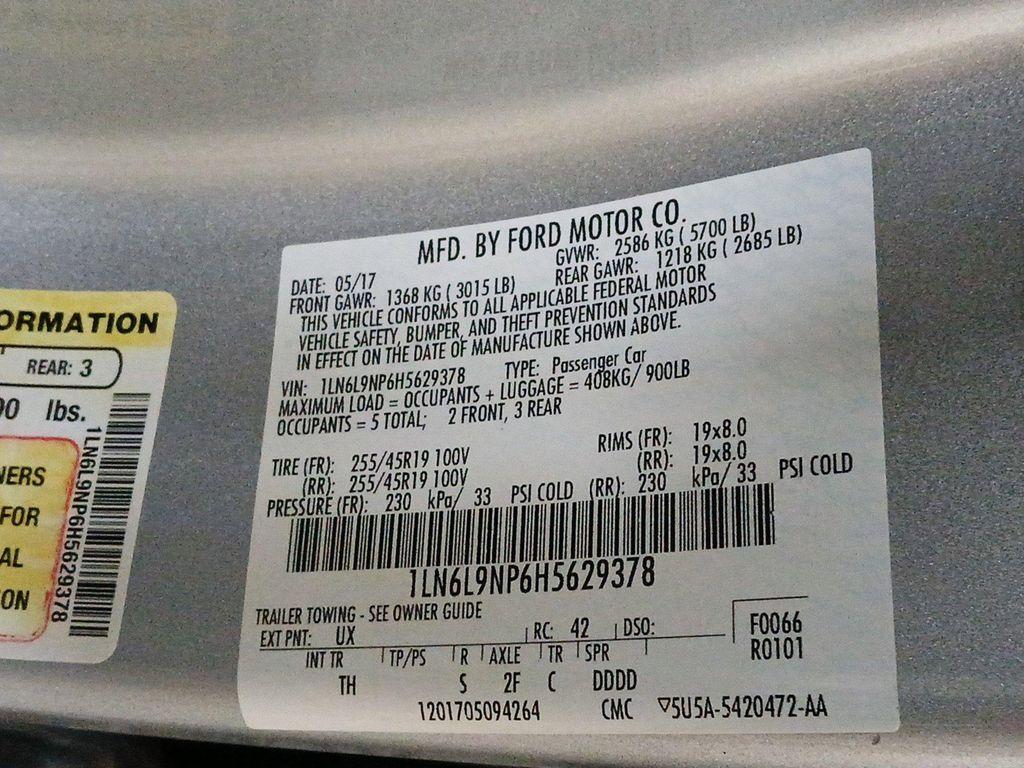 ORMATION
REAR: 3
00 lbs.
NERS
FOR
AL
ON
1LN6L9NP6H5629378
MFD. BY FORD MOTOR CO.
DATE: 05/17 GVWR: 2586 KG ( 5700 LB)
FRONT GAWR: 1368 KG ( 3015 LB) REAR GAWR: 1218 KG ( 2685 LB)
THIS VEHICLE CONFORMS TO ALL APPLICABLE FEDERAL MOTOR
VEHICLE SAFETY, BUMPER, AND THEFT PREVENTION STANDARDS
IN EFFECT ON THE DATE OF MANUFACTURE SHOWN ABOVE.
VIN: 1LN6L9NP6H5629378 TYPE: Passenger Car
MAXIMUM LOAD = OCCUPANTS + LUGGAGE = 408KG/ 900LB
OCCUPANTS = 5 TOTAL; 2 FRONT, 3 REAR
TIRE (FR): 255/45R19 100V RIMS (FR): 19x8.0
(RR): 255/45R19 100V (RR): 19x8.0
PRESSURE (FR): 230 kPa/ 33 PSI COLD (RR): 230 kPa/ 33 PSI COLD
1LN6L9NP6H5629378
TRAILER TOWING - SEE OWNER GUIDE
EXT PNT: UX RC: 42 DSO: F0066
R0101
INT TR TP/PS R AXLE TR SPR
TH S 2F C DDDD
1201705094264 CMC ▽5U5A-5420472-AA